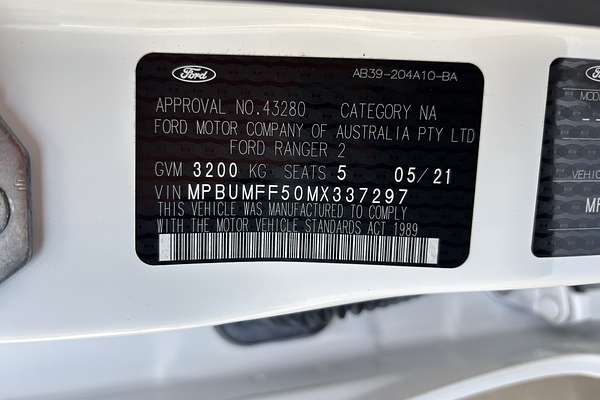 Ford
AB39-204A10-BA
APPROVAL NO.43280 CATEGORY NA
FORD MOTOR COMPANY OF AUSTRALIA PTY LTD
FORD RANGER 2
GVM 3200 KG SEATS 5 05/21
VIN MPBUMFF50MX337297
THIS VEHICLE WAS MANUFACTURED TO COMPLY
WITH THE MOTOR VEHICLE STANDARDS ACT 1989
Ford
VEHICL